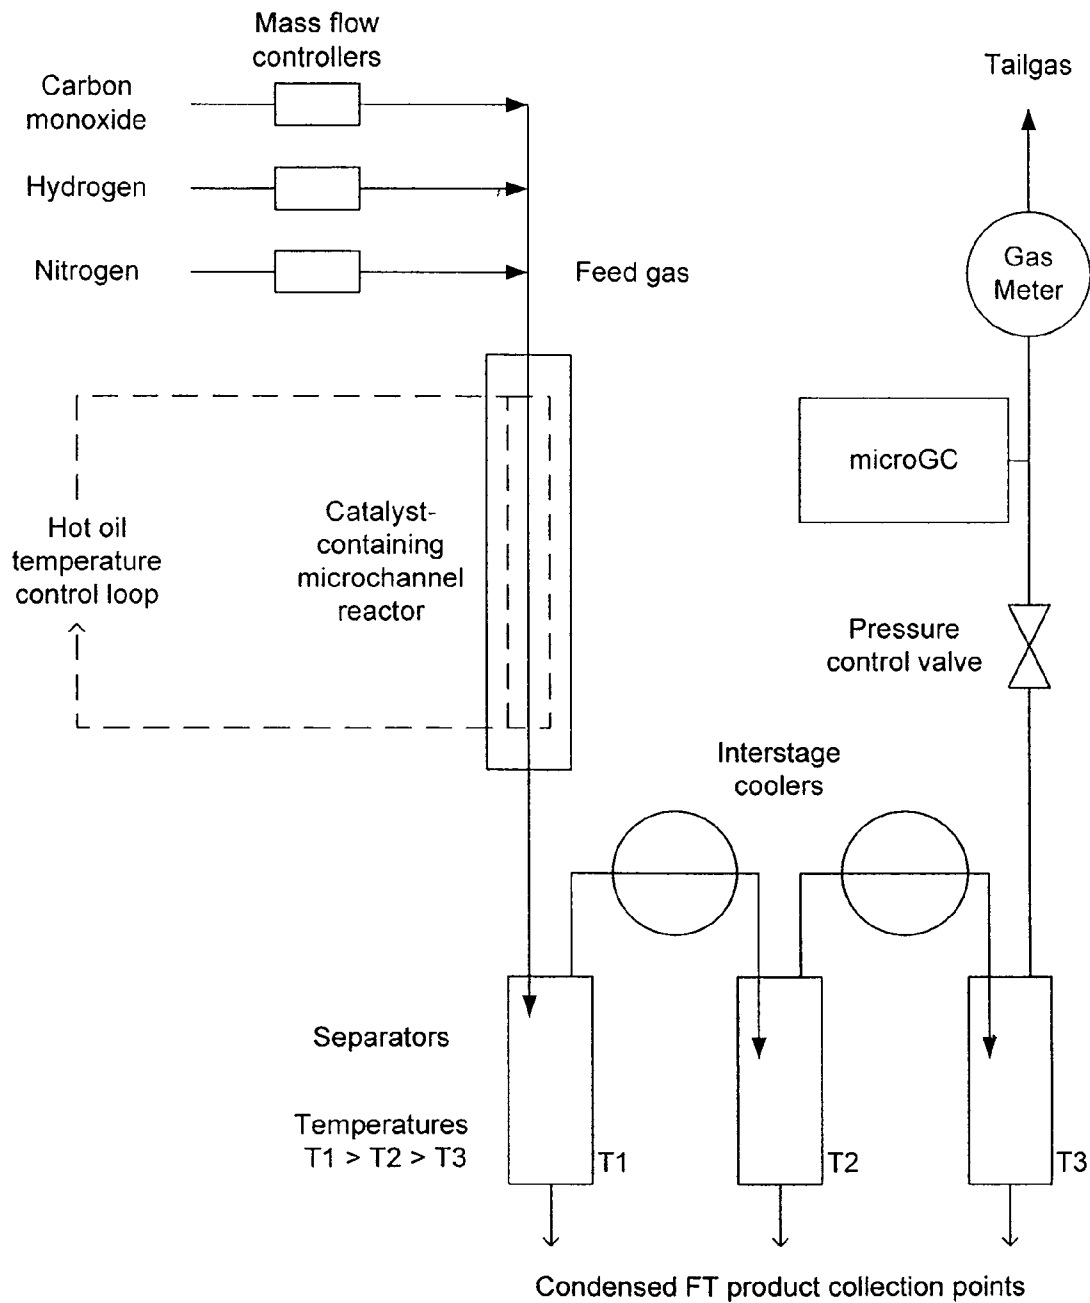 Mass flow
controllers
Carbon
monoxide
Hydrogen
Nitrogen
Feed gas
Tailgas
Gas
Meter
microGC
Hot oil
temperature
control loop
Catalyst-
containing
microchannel
reactor
Pressure
control valve
Interstage
coolers
Separators
Temperatures
T1 > T2 > T3
T1
T2
T3
Condensed FT product collection points